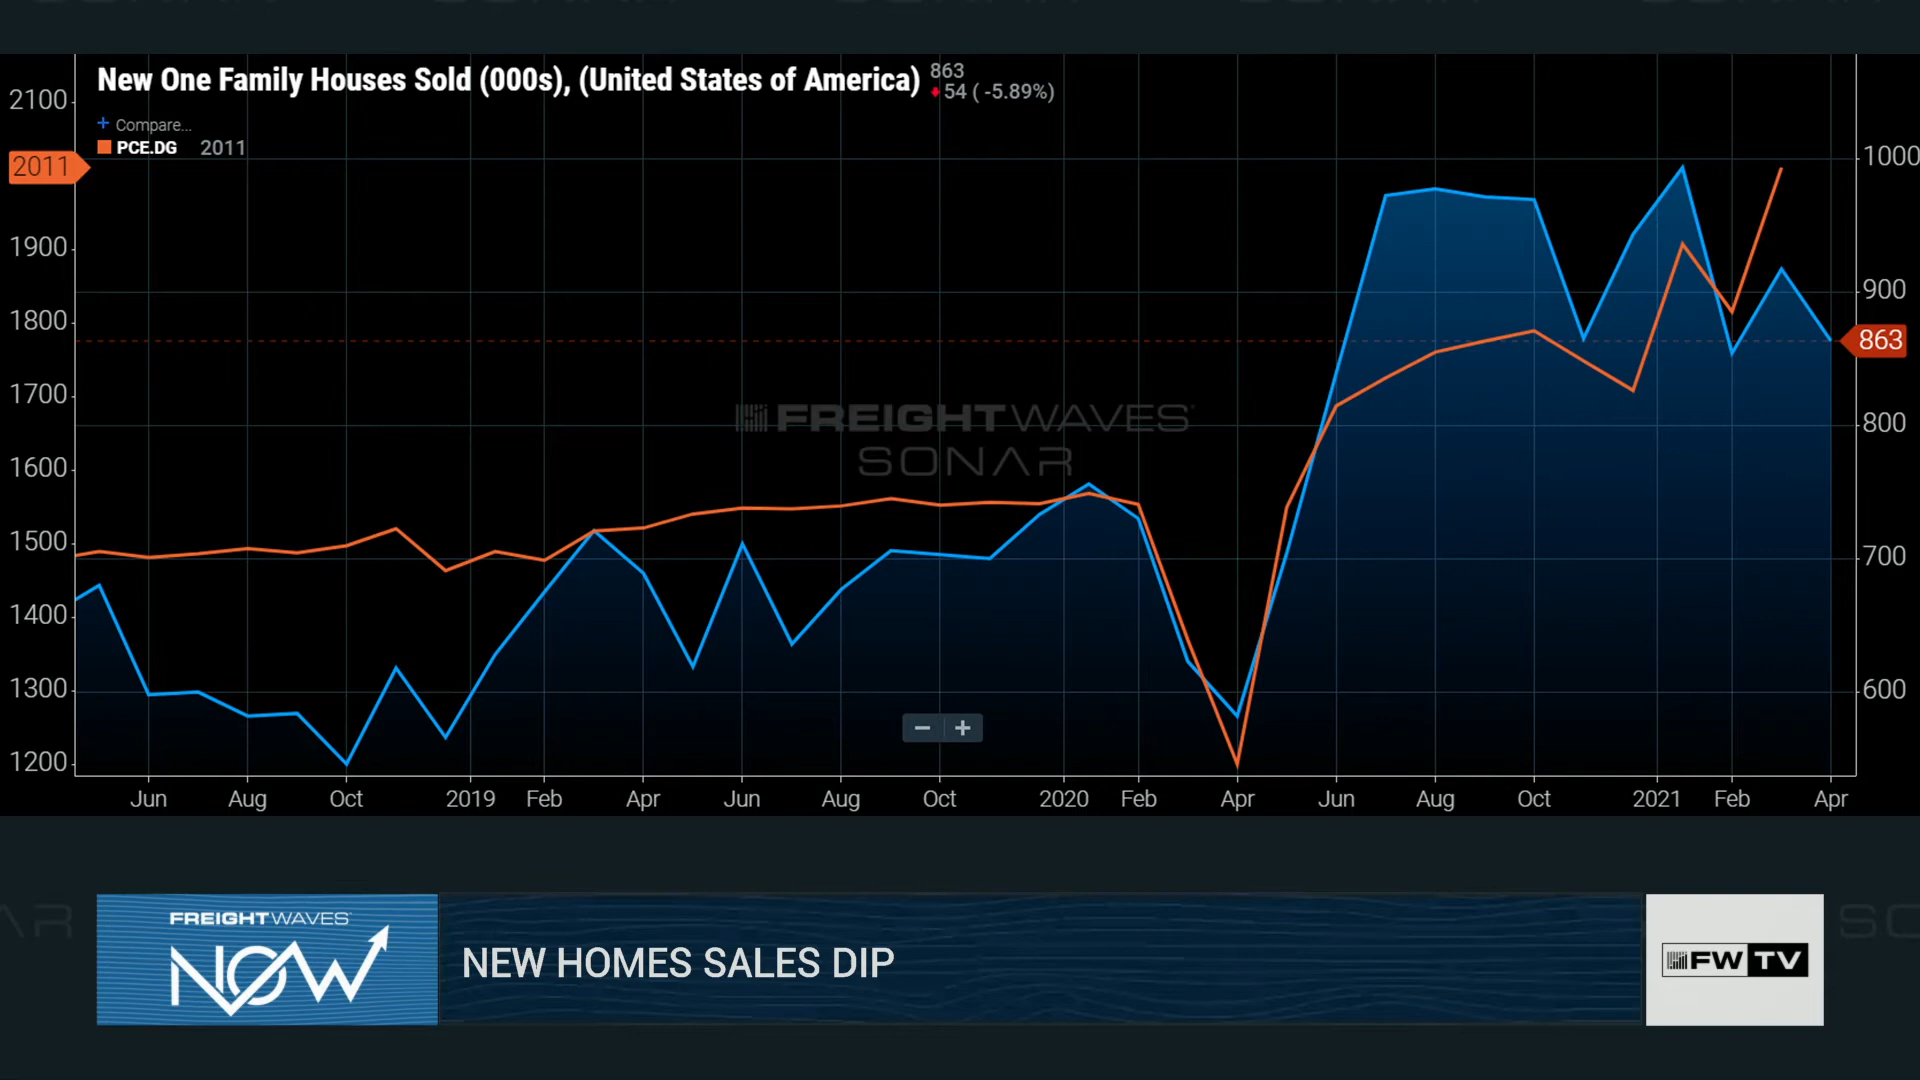 New One Family Houses Sold (000s), (United States of America) 863
54 ( -5.89%)
+ Compare...
PCE.DG 2011
2100
2011
1900
1800
1700
1600
1500
1400
1300
1200
1000
900
863
800
700
600
FREIGHTWAVES
SONAR
− +
Jun Aug Oct 2019 Feb Apr Jun Aug Oct 2020 Feb Apr Jun Aug Oct 2021 Feb Apr
FREIGHTWAVES
NOW
NEW HOMES SALES DIP
FW TV